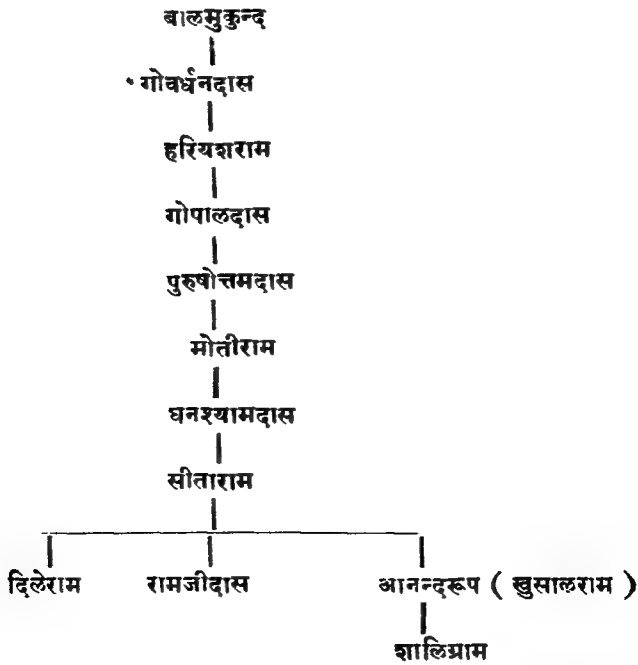 बालमुकुन्द
गोवर्धनदास
हरियशराम
गोपालदास
पुरुषोत्तमदास
मोतीराम
घनश्यामदास
सीताराम
दिलेराम रामजीदास आनन्दरूप ( खुसालराम )
शालिग्राम